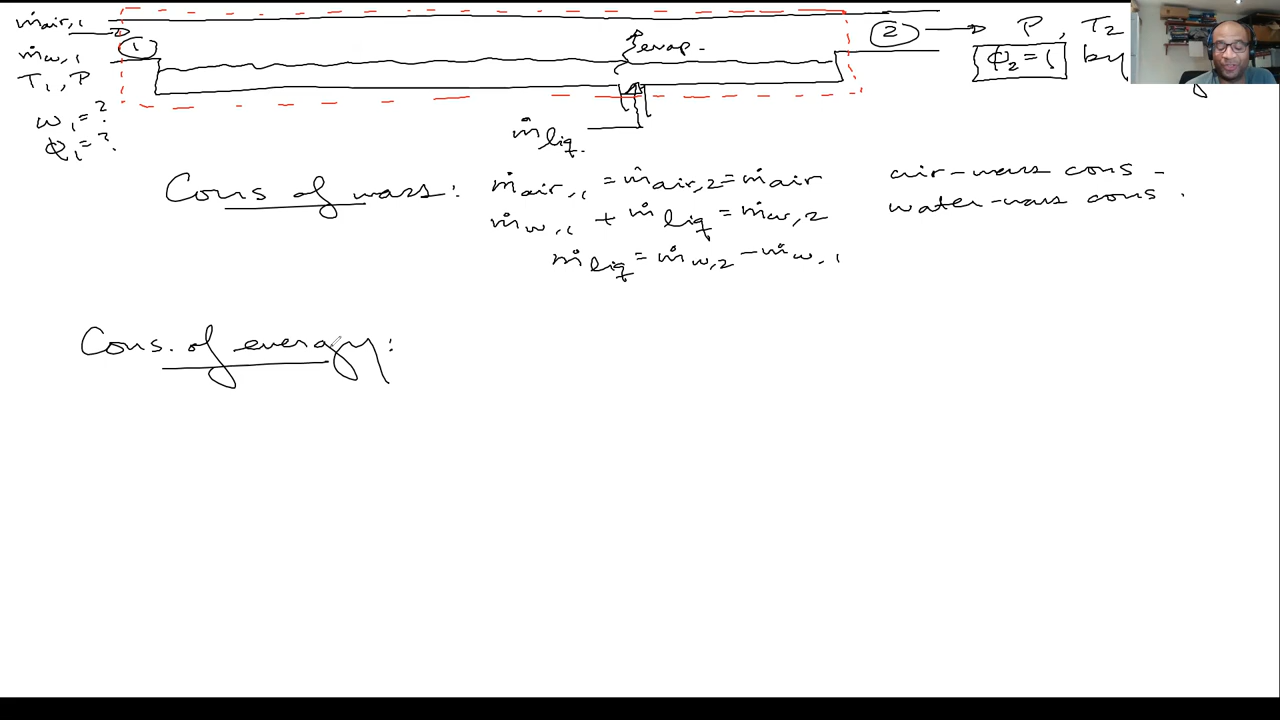 ṁair,1
ṁw,1
T1, P
ω1=?
φ1=?
1
evap.
ṁliq.
2
P, T2
φ2=1 by
Cons of mass: ṁair,1 = ṁair,2 = ṁair air-mass cons.
ṁw,1 + ṁliq = ṁw,2 water-mass cons.
ṁliq = ṁw,2 - ṁw,1
Cons. of energy: